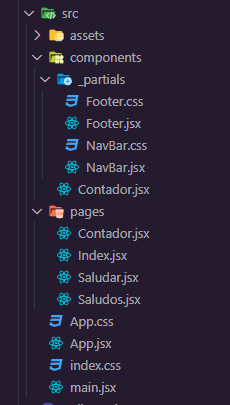 src
assets
components
_partials
Footer.css
Footer.jsx
NavBar.css
NavBar.jsx
Contador.jsx
pages
Contador.jsx
Index.jsx
Saludar.jsx
Saludos.jsx
App.css
App.jsx
index.css
main.jsx